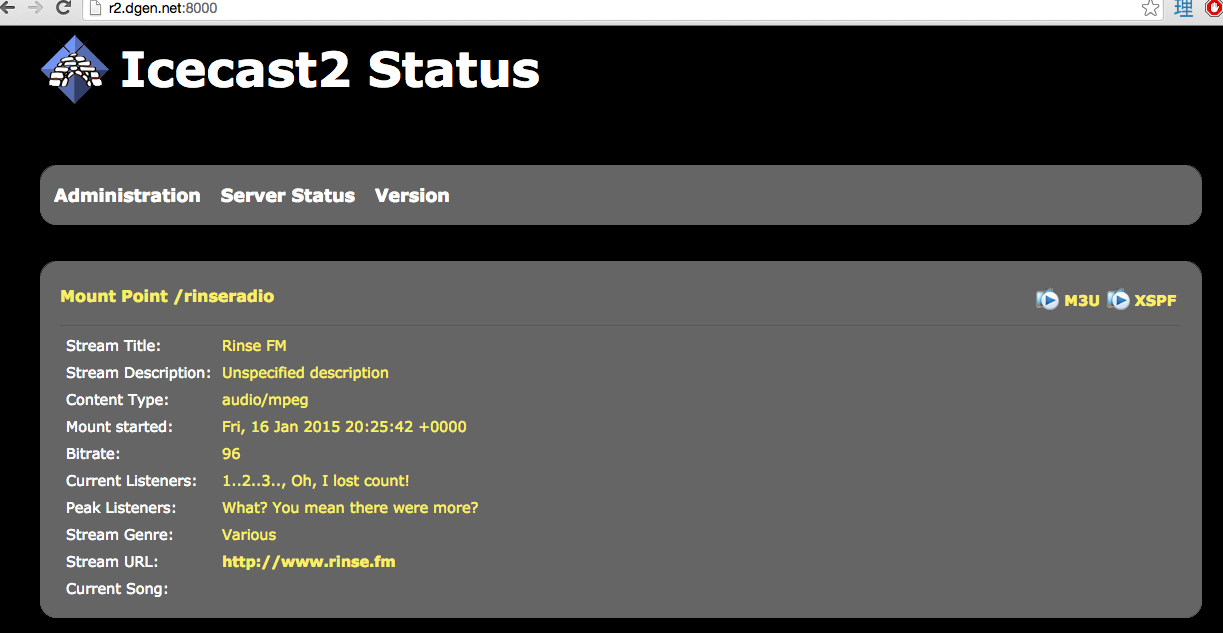 r2.dgen.net:8000
理
Icecast2 Status
Administration Server Status Version
Mount Point /rinseradio
M3U XSPF
Stream Title: Rinse FM
Stream Description: Unspecified description
Content Type: audio/mpeg
Mount started: Fri, 16 Jan 2015 20:25:42 +0000
Bitrate: 96
Current Listeners: 1..2..3.., Oh, I lost count!
Peak Listeners: What? You mean there were more?
Stream Genre: Various
Stream URL: http://www.rinse.fm
Current Song: